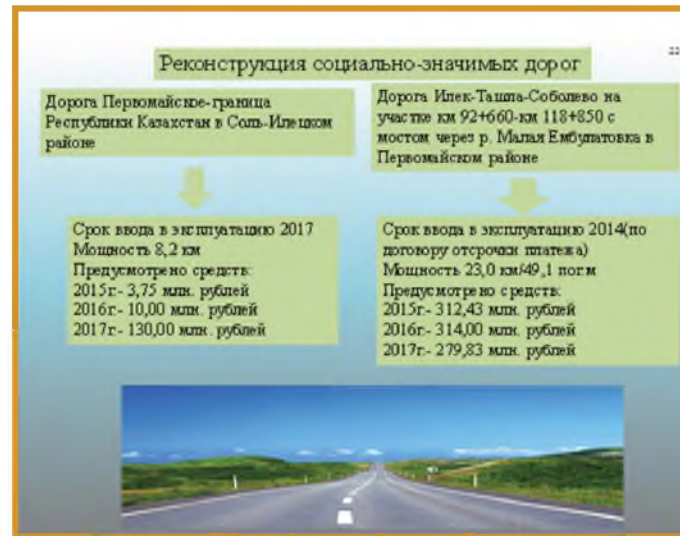 Реконструкция социально-значимых дорог
Дорога Первомайское-граница
Республики Казахстан в Соль-Илецком
районе
Срок ввода в эксплуатацию 2017
Мощность 8,2 км
Предусмотрено средств:
2015г.- 3,75 млн. рублей
2016г.- 10,00 млн. рублей
2017г.- 130,00 млн. рублей
Дорога Илек-Ташла-Соболево на
участке км 92+660-км 118+850 с
мостом через р. Малая Ембулатовка в
Первомайском районе
Срок ввода в эксплуатацию 2014(по
договору отсрочки платежа)
Мощность 23,0 км/49,1 пог.м
Предусмотрено средств:
2015г.- 312,43 млн. рублей
2016г.- 314,00 млн. рублей
2017г.- 279,83 млн. рублей